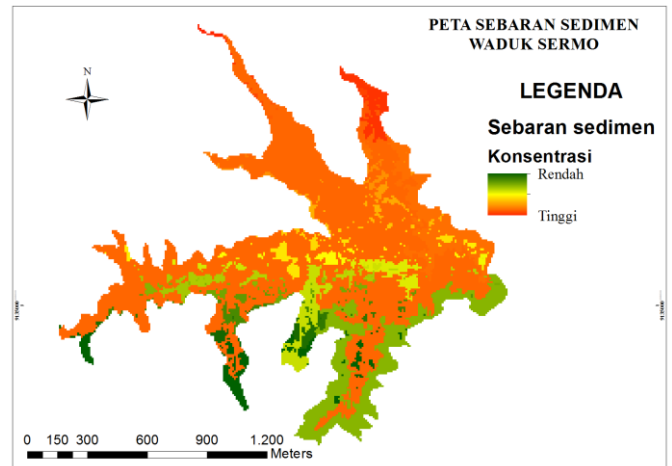 PETA SEBARAN SEDIMEN
WADUK SERMO
N
LEGENDA
Sebaran sedimen
Konsentrasi
Rendah
Tinggi
0 150 300 600 900 1.200
Meters